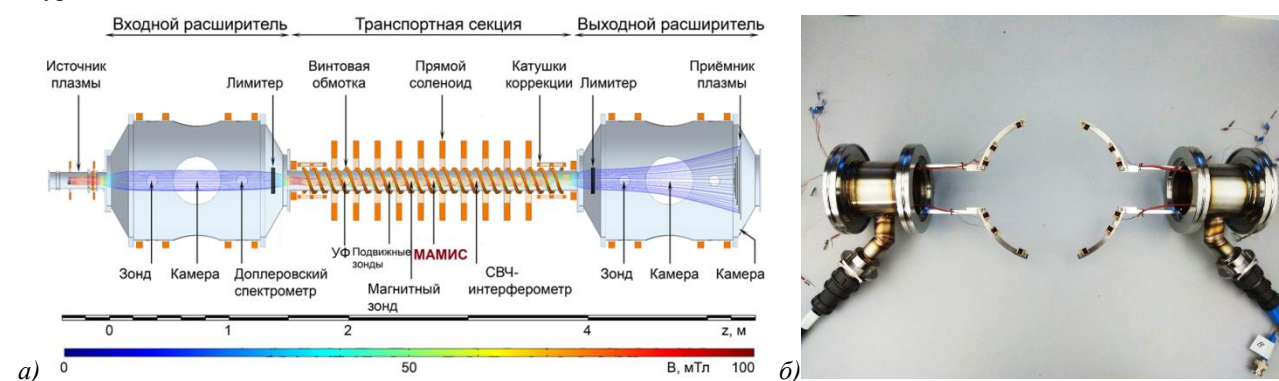 Входной расширитель Транспортная секция Выходной расширитель
Источник плазмы
Лимитер
Винтовая обмотка
Прямой соленоид
Катушки коррекции
Лимитер
Приёмник плазмы
Зонд
Камера
Доплеровский спектрометр
УФ
Подвижные зонды
Магнитный зонд
МАМИС
СВЧ-интерферометр
Зонд
Камера
Камера
0 1 2 4 z, м
а) 0 50 В, мТл 100
б)